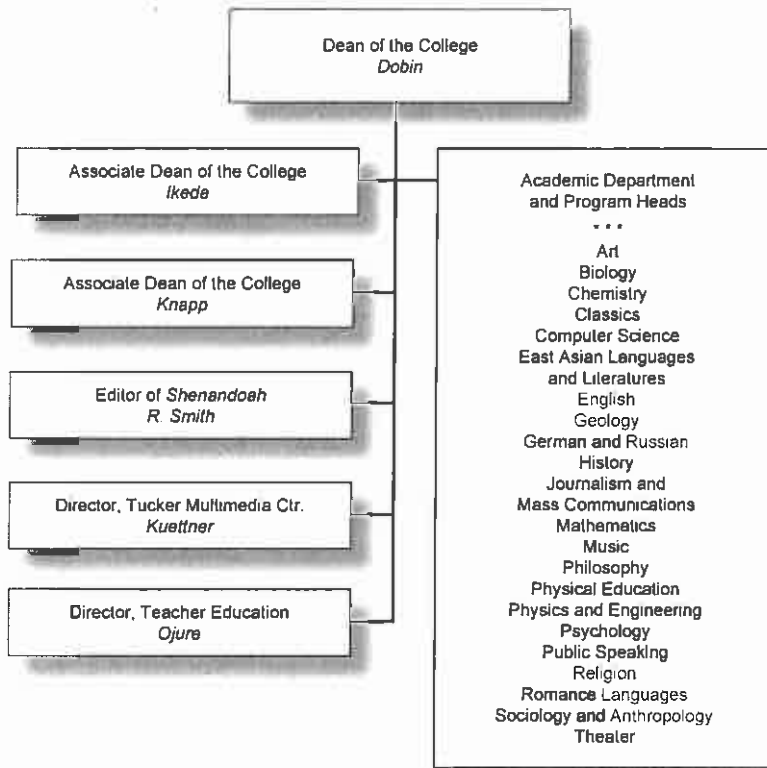 Dean of the College
Dobin
Associate Dean of the College
Ikeda
Associate Dean of the College
Knapp
Editor of Shenandoah
R. Smith
Director, Tucker Multimedia Ctr.
Kuettner
Director, Teacher Education
Ojure
Academic Department
and Program Heads
* * *
Art
Biology
Chemistry
Classics
Computer Science
East Asian Languages
and Literatures
English
Geology
German and Russian
History
Journalism and
Mass Communications
Mathematics
Music
Philosophy
Physical Education
Physics and Engineering
Psychology
Public Speaking
Religion
Romance Languages
Sociology and Anthropology
Theater